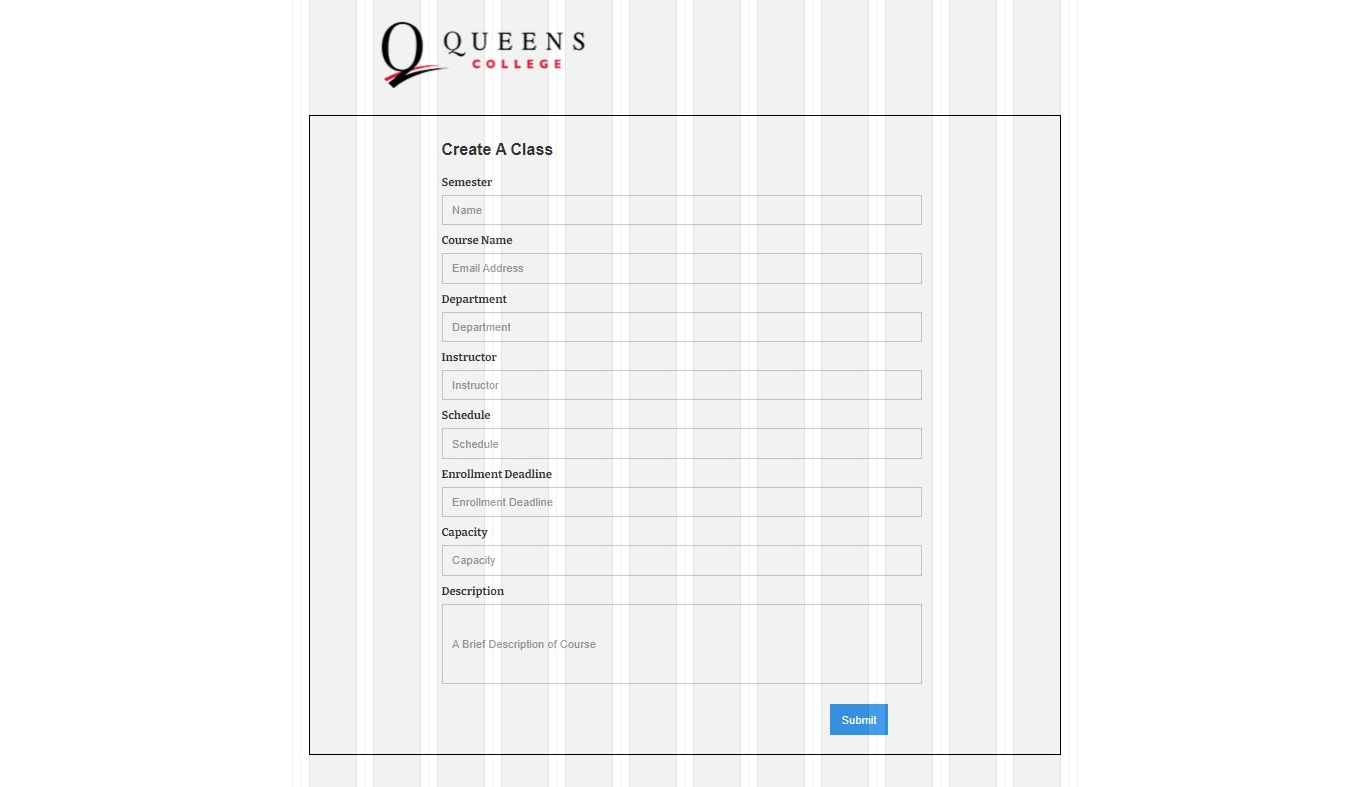 QUEENS
COLLEGE
Create A Class
Semester
Name
Course Name
Email Address
Department
Department
Instructor
Instructor
Schedule
Schedule
Enrollment Deadline
Enrollment Deadline
Capacity
Capacity
Description
A Brief Description of Course
Submit